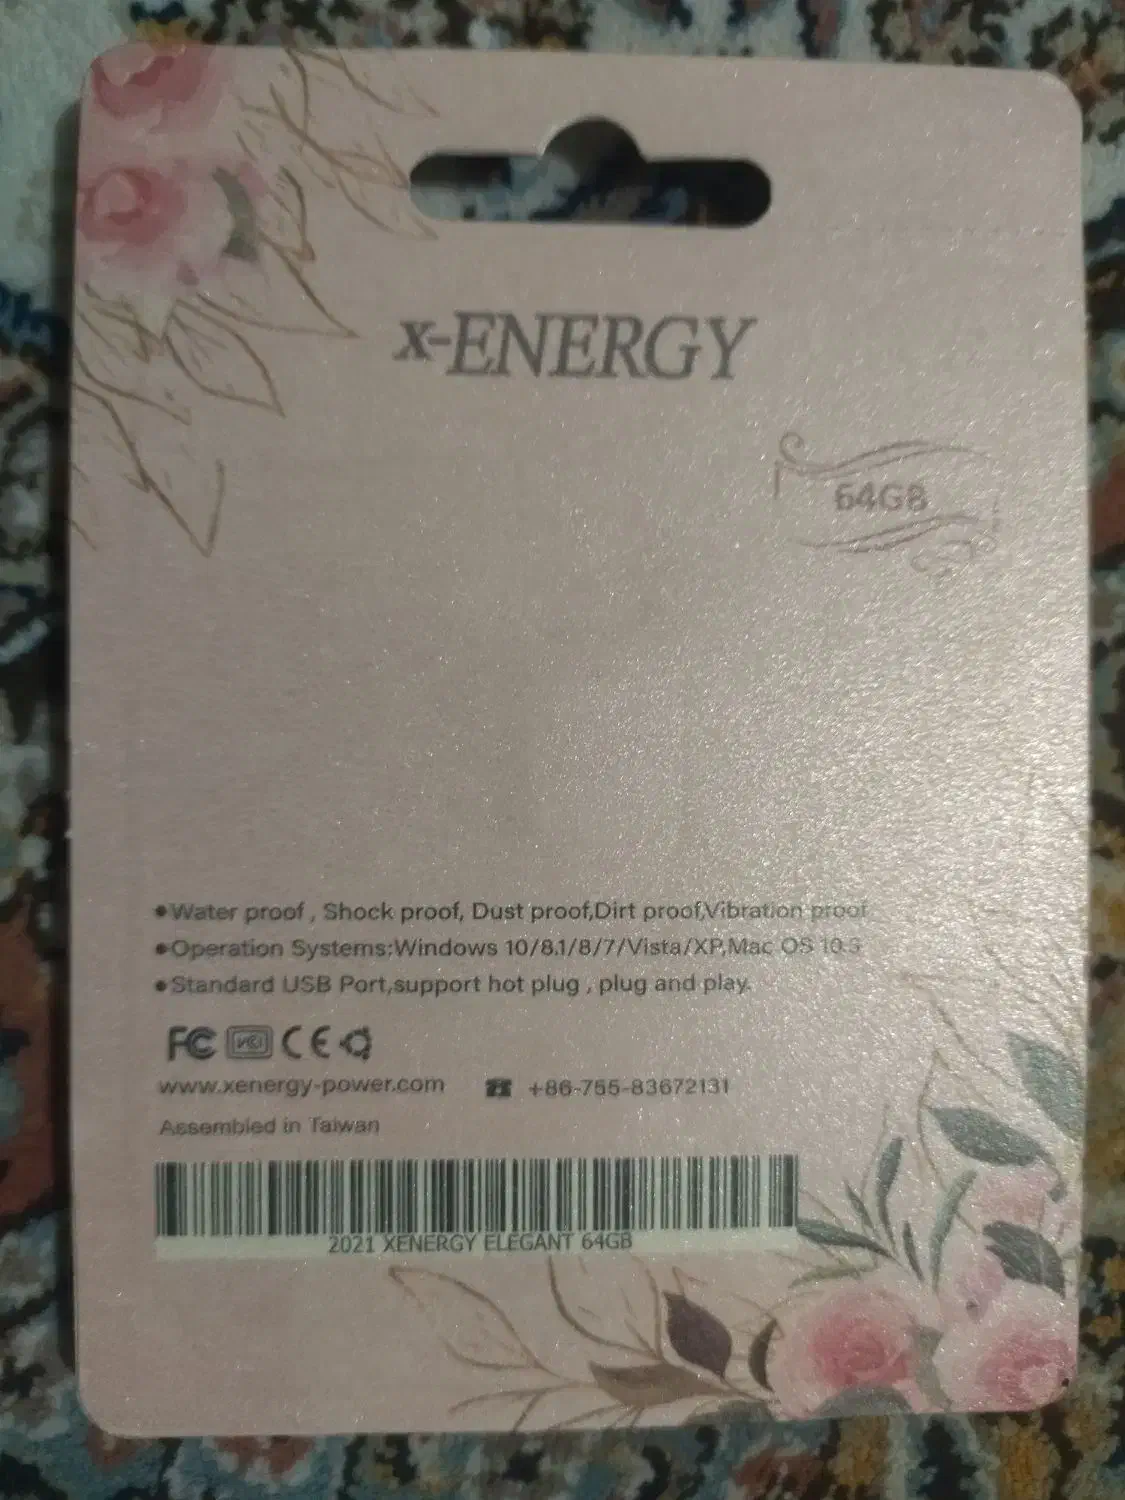 x-ENERGY
64GB
●Water proof , Shock proof, Dust proof,Dirt proof,Vibration proof
●Operation Systems:Windows 10/8.1/8/7/Vista/XP,Mac OS 10.3
●Standard USB Port,support hot plug , plug and play.
FC VCI CE
www.xenergy-power.com ☎ +86-755-83672131
Assembled in Taiwan
2021 XENERGY ELEGANT 64GB